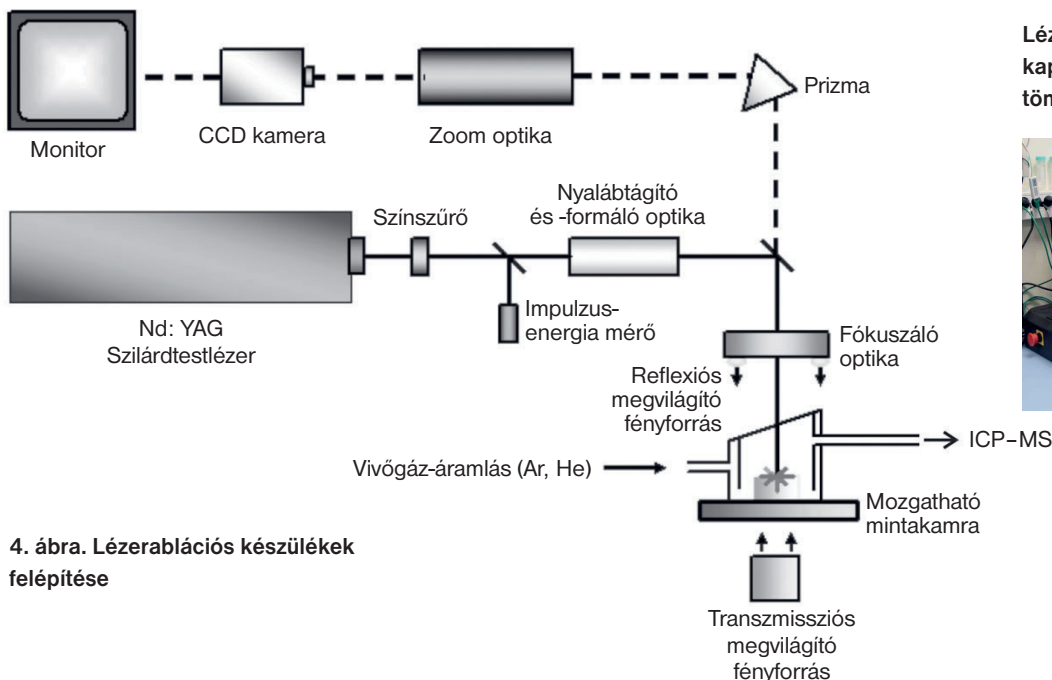 Monitor
CCD kamera
Zoom optika
Prizma
Nd: YAG
Szilárdtestlézer
Színszűrő
Impulzus-
energia mérő
Nyalábtágító
és -formáló optika
Fókuszáló
optika
Reflexiós
megvilágító
fényforrás
Vivőgáz-áramlás (Ar, He)
ICP–MS
Mozgatható
mintakamra
Transzmissziós
megvilágító
fényforrás
4. ábra. Lézerablációs készülékek
felépítése